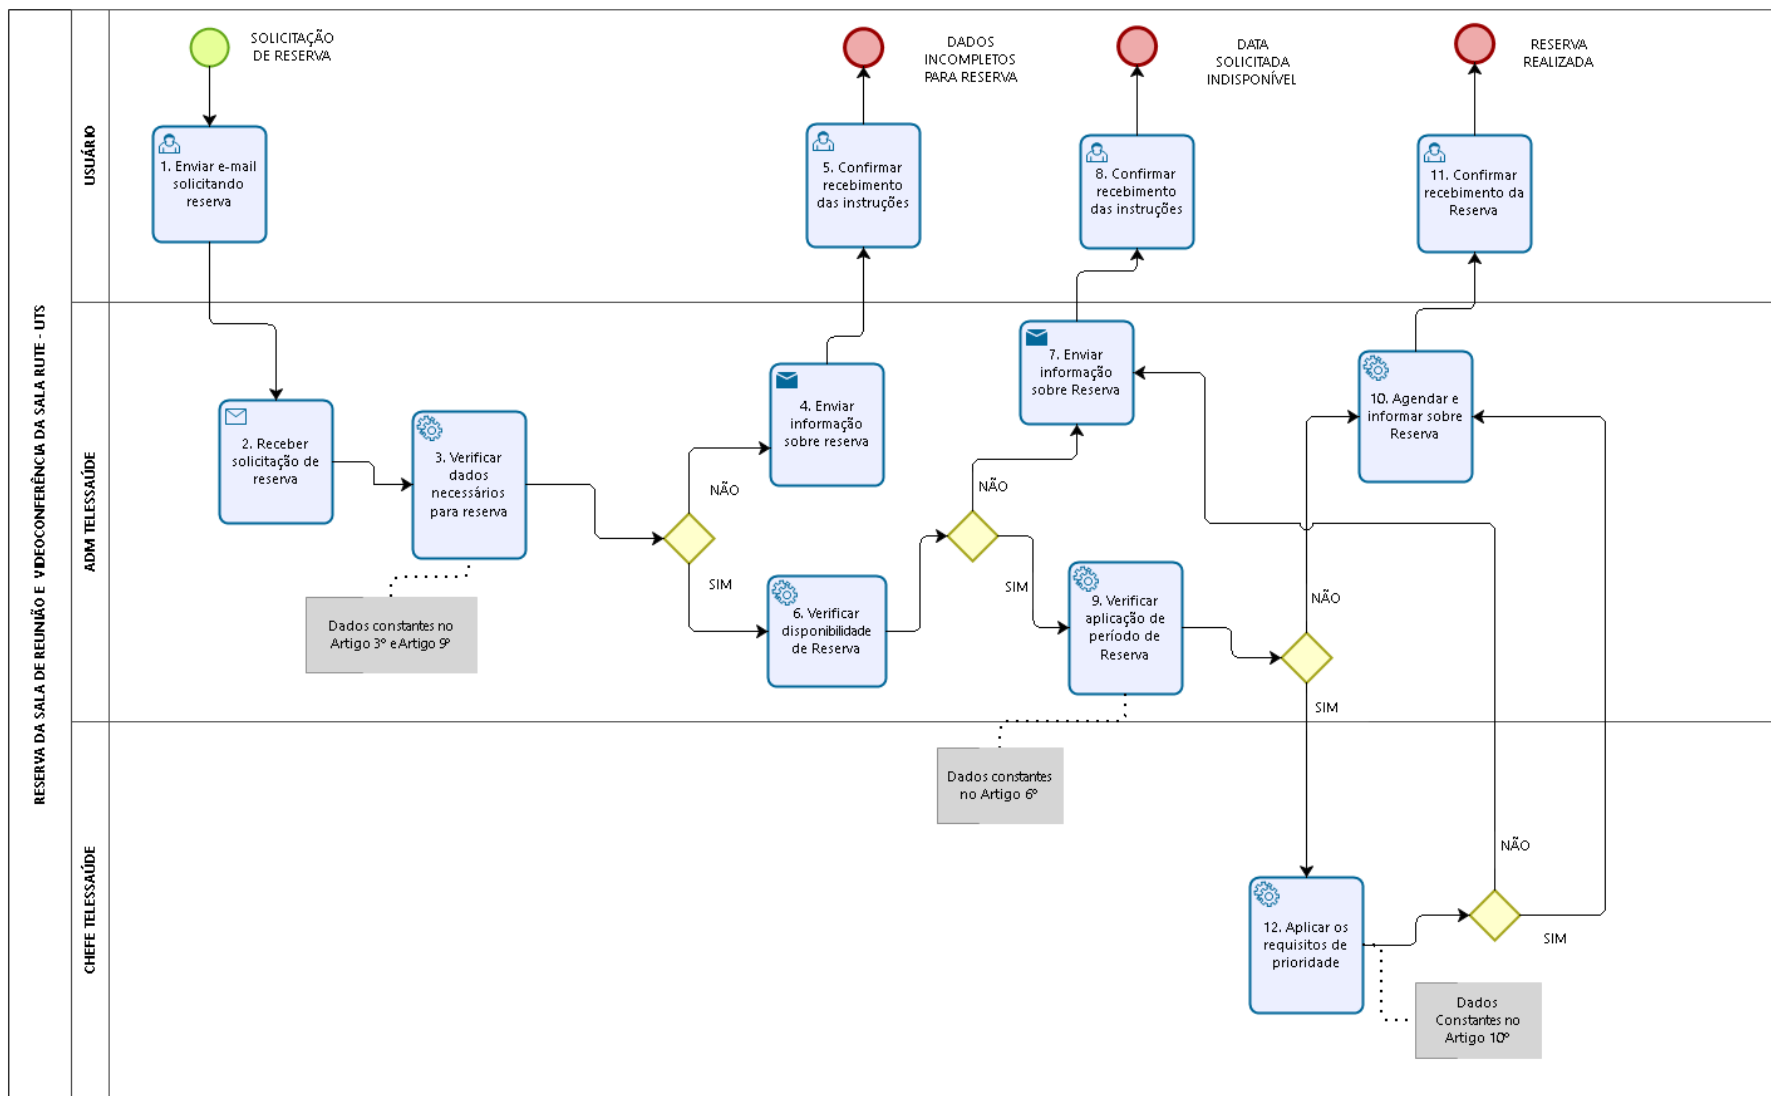 RESERVA DA SALA DE REUNIÃO E VIDEOCONFERÊNCIA DA SALA RUTE - UTS
USUÁRIO
SOLICITAÇÃO
DE RESERVA
DADOS
INCOMPLETOS
PARA RESERVA
DATA
SOLICITADA
INDISPONÍVEL
RESERVA
REALIZADA
1. Enviar e-mail
solicitando
reserva
5. Confirmar
recebimento
das instruções
8. Confirmar
recebimento
das instruções
11. Confirmar
recebimento da
Reserva
ADM TELESSAÚDE
2. Receber
solicitação de
reserva
3. Verificar
dados
necessários
para reserva
Dados constantes no
Artigo 3º e Artigo 9º
NÃO
SIM
4. Enviar
informação
sobre reserva
6. Verificar
disponibilidade
de Reserva
NÃO
SIM
7. Enviar
informação
sobre Reserva
9. Verificar
aplicação de
período de
Reserva
NÃO
SIM
10. Agendar e
informar sobre
Reserva
CHEFE TELESSAÚDE
Dados constantes
no Artigo 6º
12. Aplicar os
requisitos de
prioridade
NÃO
SIM
Dados
Constantes no
Artigo 10º